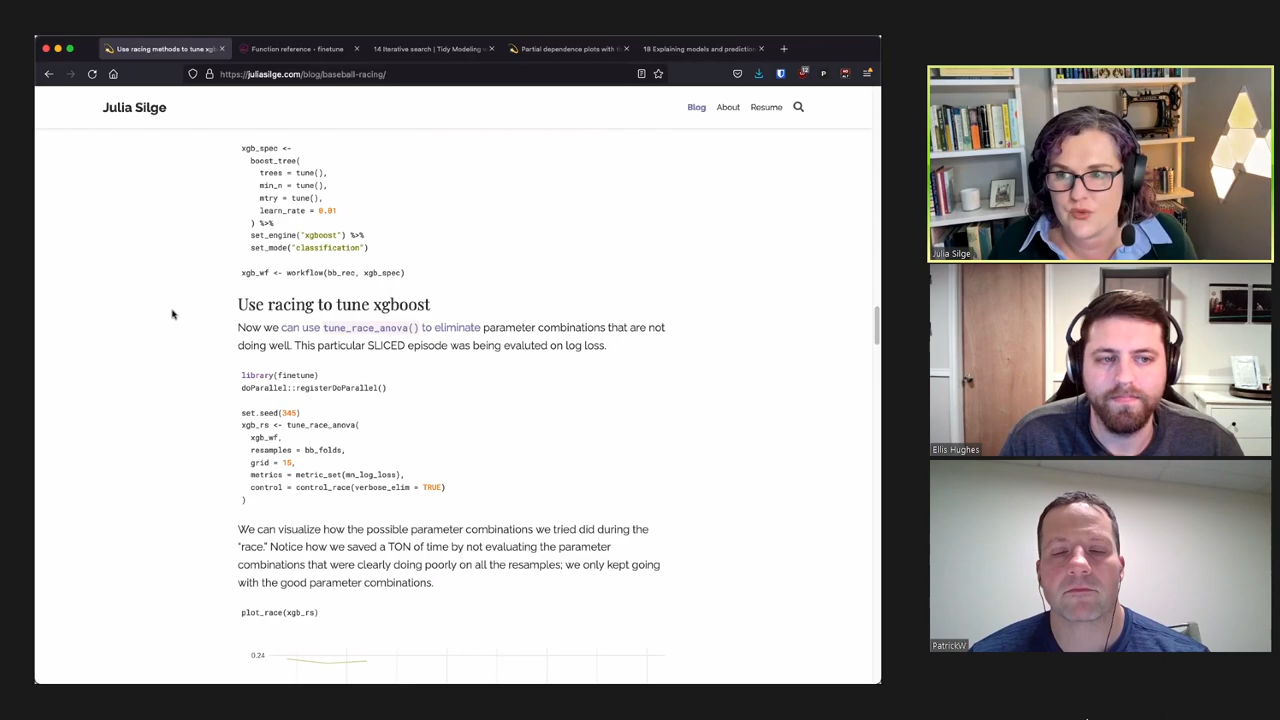 Use racing methods to tune xgb
Function reference • finetune
14 Iterative search | Tidy Modeling w
Partial dependence plots with ti
18 Explaining models and prediction
https://juliasilge.com/blog/baseball-racing/
12
P
Julia Silge
Blog
About
Resume
xgb_spec <-
boost_tree(
trees = tune(),
min_n = tune(),
mtry = tune(),
learn_rate = 0.01
) %>%
set_engine("xgboost") %>%
set_mode("classification")
xgb_wf <- workflow(bb_rec, xgb_spec)
Use racing to tune xgboost
Now we can use tune_race_anova() to eliminate parameter combinations that are not
doing well. This particular SLICED episode was being evaluted on log loss.
library(finetune)
doParallel::registerDoParallel()
set.seed(345)
xgb_rs <- tune_race_anova(
xgb_wf,
resamples = bb_folds,
grid = 15,
metrics = metric_set(mn_log_loss),
control = control_race(verbose_elim = TRUE)
)
We can visualize how the possible parameter combinations we tried did during the
"race." Notice how we saved a TON of time by not evaluating the parameter
combinations that were clearly doing poorly on all the resamples; we only kept going
with the good parameter combinations.
plot_race(xgb_rs)
0.24
Julia Silge
Ellis Hughes
PatrickW